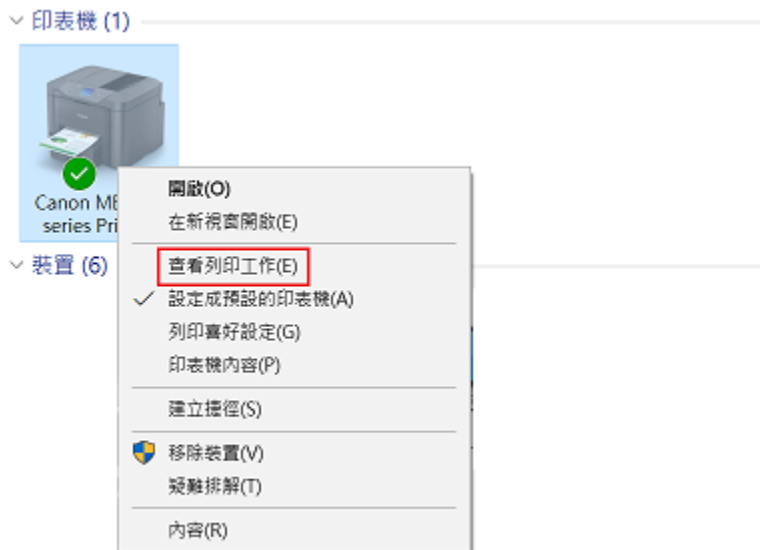 印表機 (1)
Canon ME
series Pri
開啟(O)
在新視窗開啟(E)
裝置 (6)
查看列印工作(E)
設定成預設的印表機(A)
列印喜好設定(G)
印表機內容(P)
建立捷徑(S)
移除裝置(V)
疑難排解(T)
內容(R)